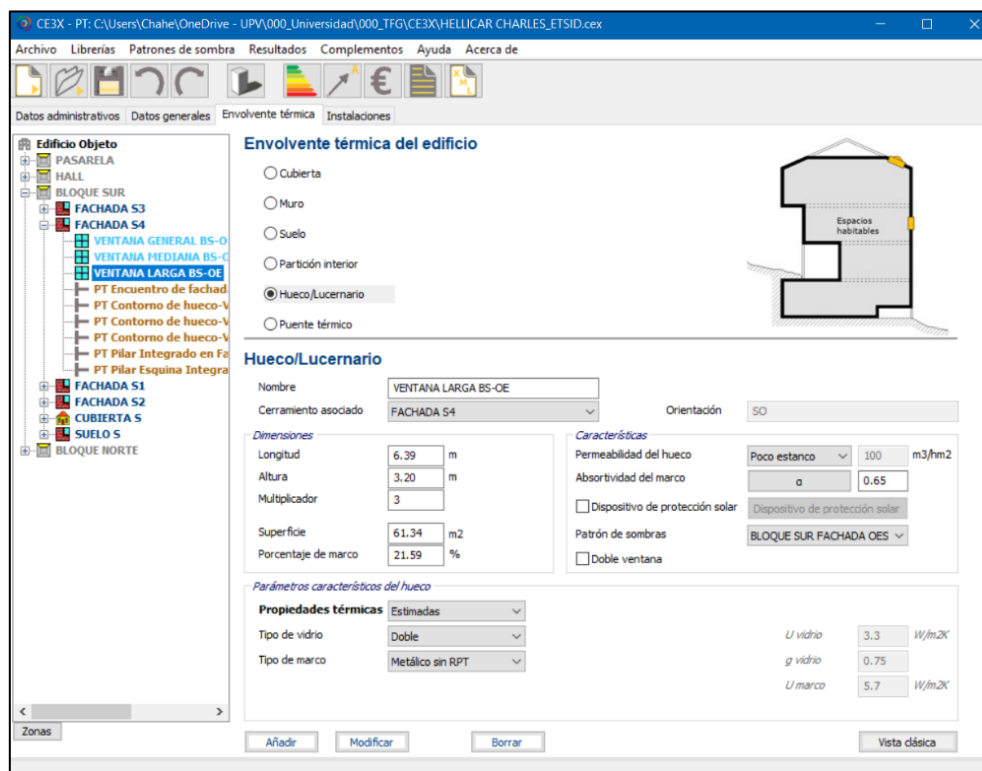 CE3X - PT: C:\Users\Chahe\OneDrive - UPV\000_Universidad\000_TFG\CE3X\HELLICAR CHARLES_ETSID.cex
Archivo Librerías Patrones de sombra Resultados Complementos Ayuda Acerca de
Datos administrativos Datos generales Envolvente térmica Instalaciones
Edificio Objeto
PASARELA
HALL
BLOQUE SUR
FACHADA S3
FACHADA S4
VENTANA GENERAL BS-O
VENTANA MEDIANA BS-O
VENTANA LARGA BS-OE
PT Encuentro de fachad
PT Contorno de hueco-V
PT Contorno de hueco-V
PT Contorno de hueco-V
PT Pilar Integrado en Fa
PT Pilar Esquina Integra
FACHADA S1
FACHADA S2
CUBIERTA S
SUELO S
BLOQUE NORTE
Zonas
Envolvente térmica del edificio
Cubierta
Muro
Suelo
Partición interior
Hueco/Lucernario
Puente térmico
Espacios
habitables
Hueco/Lucernario
Nombre VENTANA LARGA BS-OE
Cerramiento asociado FACHADA S4 Orientación SO
Dimensiones
Longitud 6.39 m
Altura 3.20 m
Multiplicador 3
Superficie 61.34 m2
Porcentaje de marco 21.59 %
Características
Permeabilidad del hueco Poco estanco 100 m3/hm2
Absortividad del marco α 0.65
Dispositivo de protección solar Dispositivo de protección solar
Patrón de sombras BLOQUE SUR FACHADA OES
Doble ventana
Parámetros característicos del hueco
Propiedades térmicas Estimadas
Tipo de vidrio Doble U vidrio 3.3 W/m2K
Tipo de marco Metálico sin RPT g vidrio 0.75
U marco 5.7 W/m2K
Añadir Modificar Borrar Vista clásica